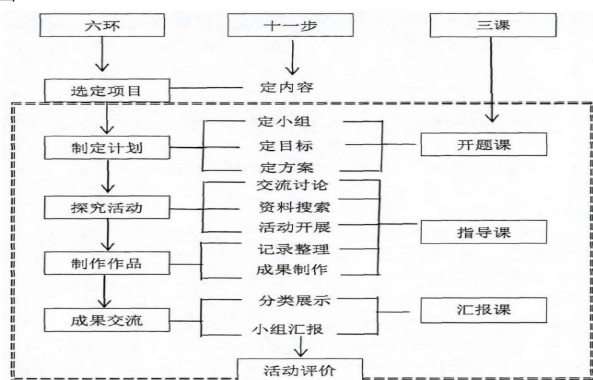 六环 十一步 三课
选定项目 定内容
定小组
制定计划 定目标 开题课
定方案
交流讨论
探究活动 资料搜索
活动开展 指导课
记录整理
制作作品 成果制作
分类展示 汇报课
成果交流
小组汇报
活动评价